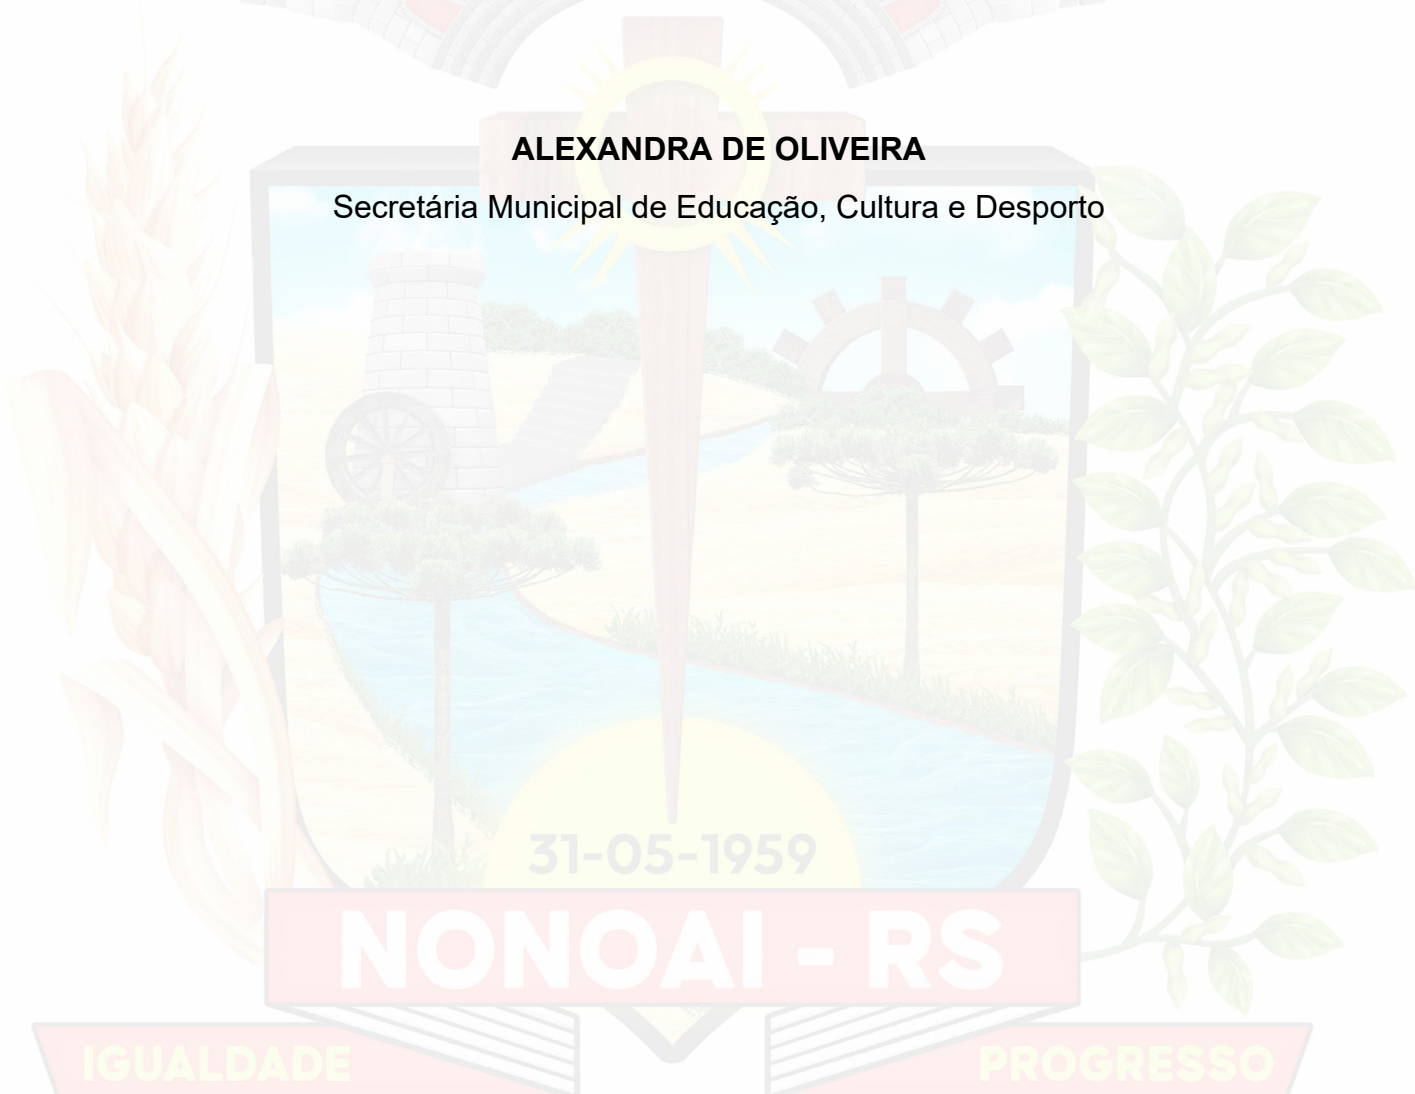 ALEXANDRA DE OLIVEIRA
Secretária Municipal de Educação, Cultura e Desporto
31-05-1959
NONOAI - RS
IGUALDADE
PROGRESSO